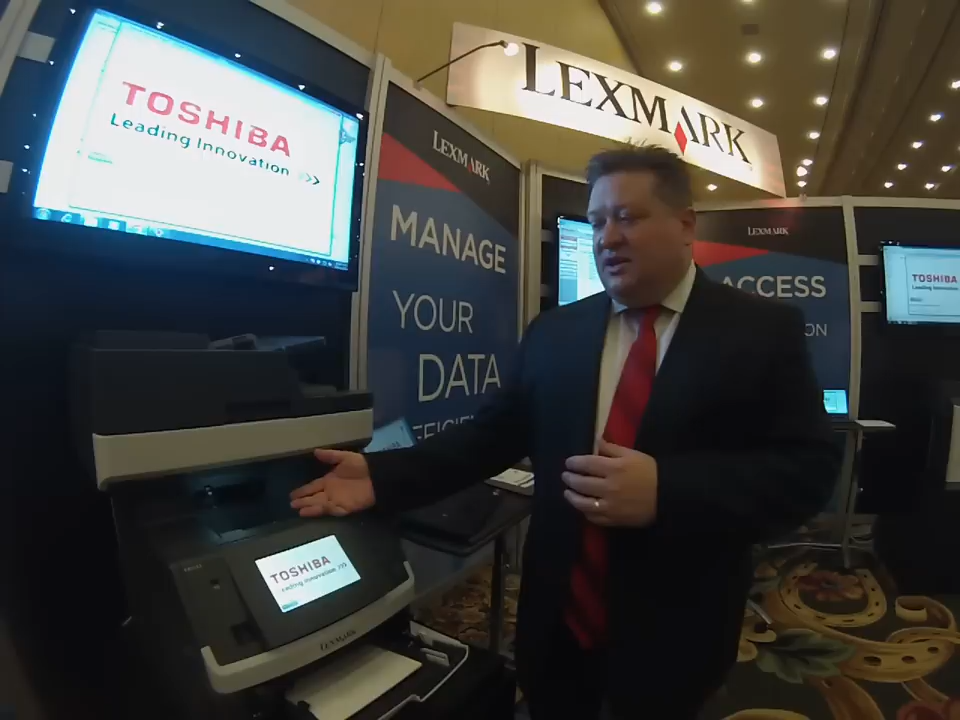 TOSHIBA
Leading Innovation >>>
LEXMARK
MANAGE
YOUR
DATA
LEXMARK
LEXMARK
ACCESS
TOSHIBA
Leading Innovation
TOSHIBA
Leading Innovation >>>
LEXMARK